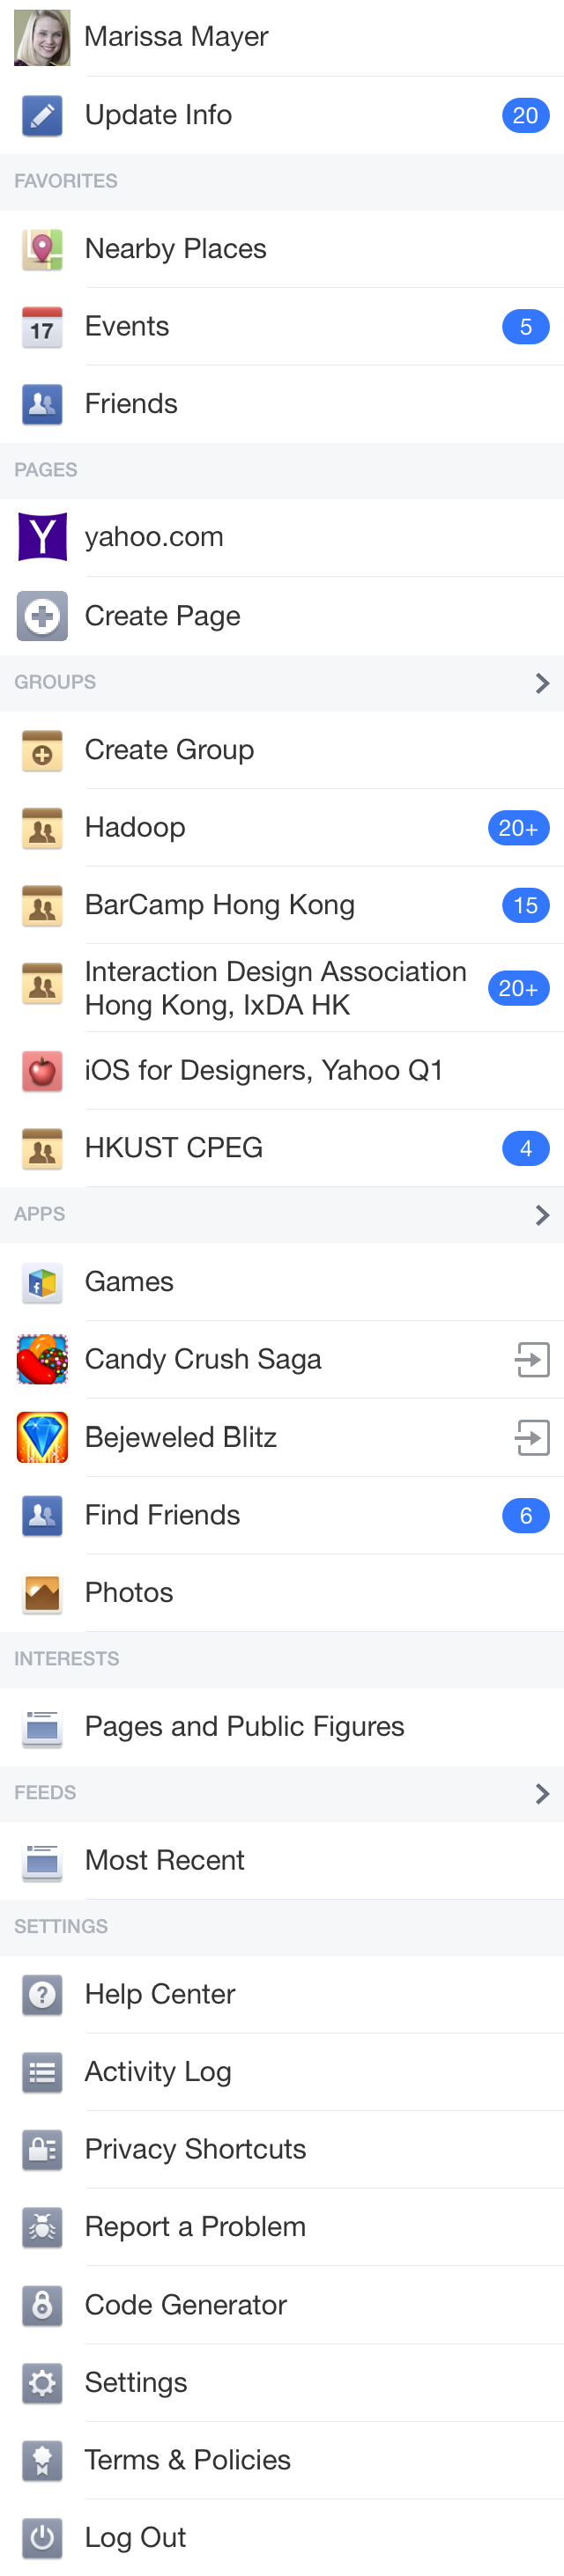 Marissa Mayer
Update Info 20
FAVORITES
Nearby Places
17 Events 5
Friends
PAGES
Y yahoo.com
Create Page
GROUPS
Create Group
Hadoop 20+
BarCamp Hong Kong 15
Interaction Design Association
Hong Kong, IxDA HK 20+
iOS for Designers, Yahoo Q1
HKUST CPEG 4
APPS
f Games
Candy Crush Saga
Bejeweled Blitz
Find Friends 6
Photos
INTERESTS
Pages and Public Figures
FEEDS
Most Recent
SETTINGS
? Help Center
Activity Log
Privacy Shortcuts
Report a Problem
Code Generator
Settings
Terms & Policies
Log Out